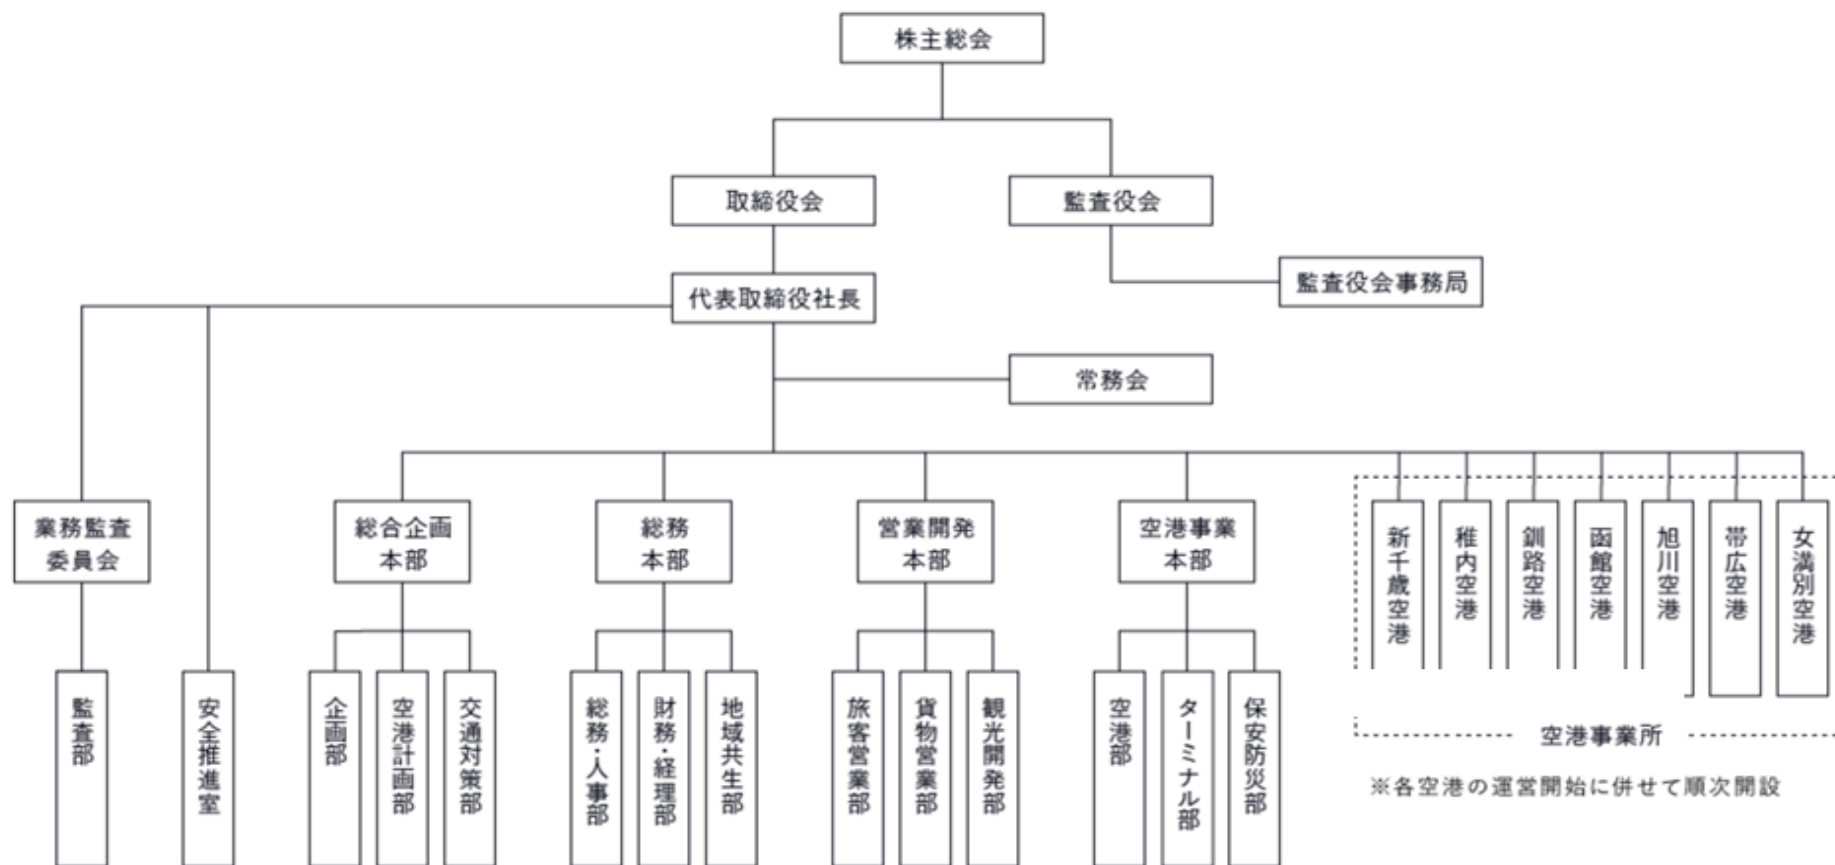 株主総会
取締役会
監査役会
監査役会事務局
代表取締役社長
常務会
業務監査
委員会
総合企画
本部
総務
本部
営業開発
本部
空港事業
本部
新千歳空港
稚内空港
釧路空港
函館空港
旭川空港
帯広空港
女満別空港
監査部
安全推進室
企画部
空港計画部
交通対策部
総務・人事部
財務・経理部
地域共生部
旅客営業部
貨物営業部
観光開発部
空港部
ターミナル部
保安防災部
空港事業所
※各空港の運営開始に併せて順次開設